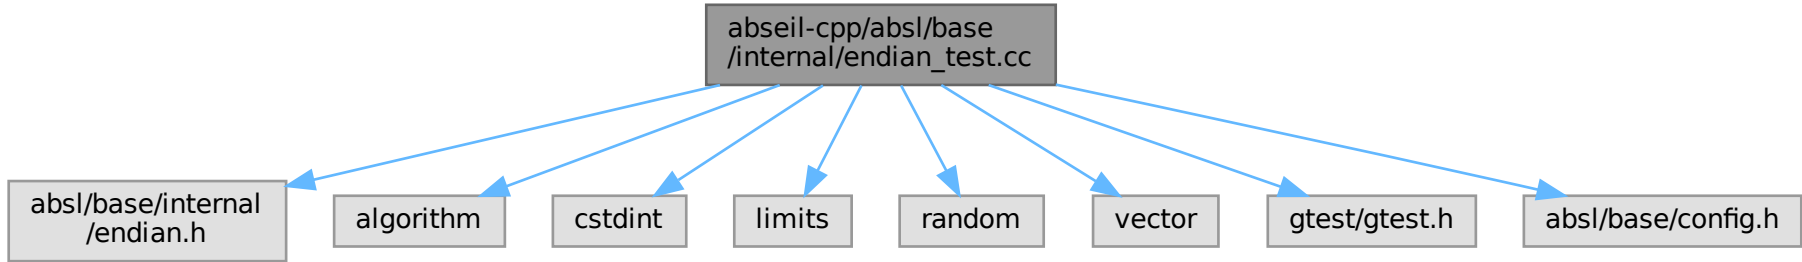 abseil-cpp/absl/base
/internal/endian_test.cc
absl/base/internal
/endian.h
algorithm
cstdint
limits
random
vector
gtest/gtest.h
absl/base/config.h